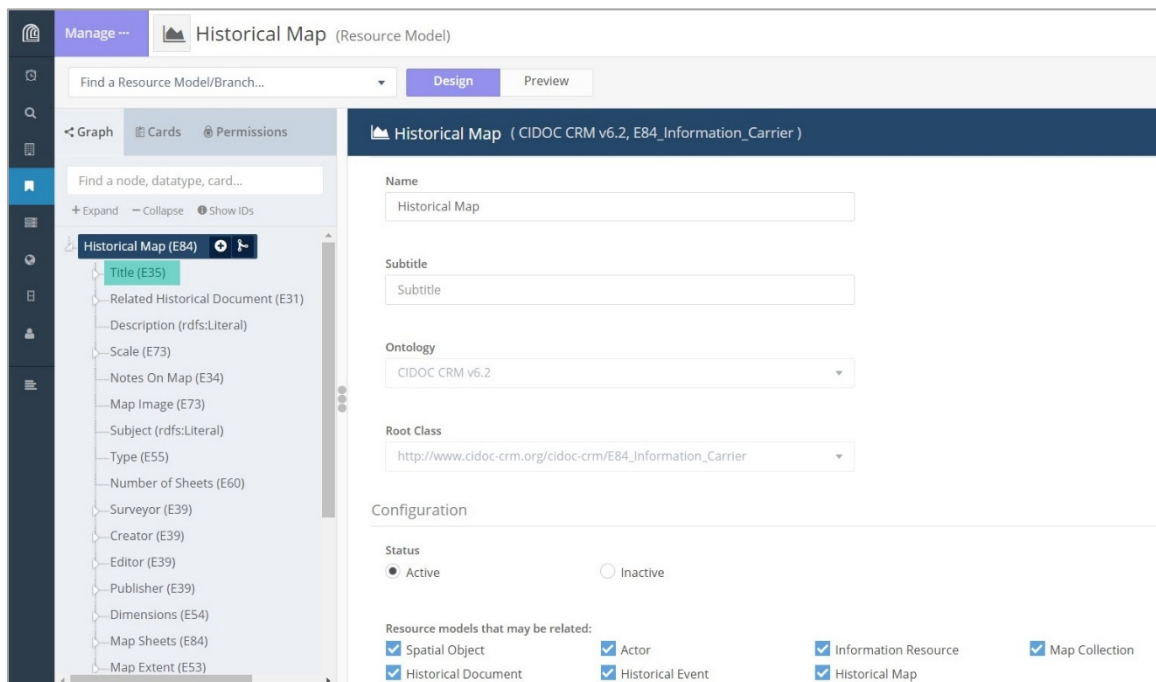 Manage ...
Historical Map (Resource Model)
Find a Resource Model/Branch...
Design
Preview
Graph
Cards
Permissions
Find a node, datatype, card...
+ Expand
− Collapse
Show IDs
Historical Map (E84)
Title (E35)
Related Historical Document (E31)
Description (rdfs:Literal)
Scale (E73)
Notes On Map (E34)
Map Image (E73)
Subject (rdfs:Literal)
Type (E55)
Number of Sheets (E60)
Surveyor (E39)
Creator (E39)
Editor (E39)
Publisher (E39)
Dimensions (E54)
Map Sheets (E84)
Map Extent (E53)
Historical Map ( CIDOC CRM v6.2, E84_Information_Carrier )
Name
Historical Map
Subtitle
Subtitle
Ontology
CIDOC CRM v6.2
Root Class
http://www.cidoc-crm.org/cidoc-crm/E84_Information_Carrier
Configuration
Status
Active
Inactive
Resource models that may be related:
Spatial Object
Actor
Information Resource
Map Collection
Historical Document
Historical Event
Historical Map